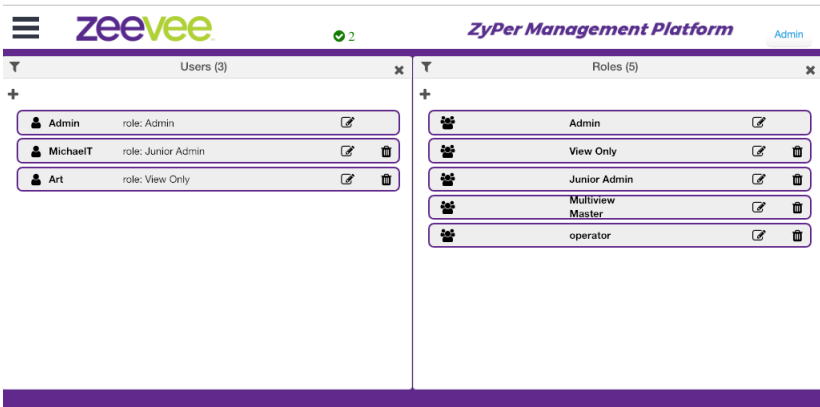 zeevee
2
ZyPer Management Platform
Admin
Users (3)
Admin role: Admin
MichaelT role: Junior Admin
Art role: View Only
Roles (5)
Admin
View Only
Junior Admin
Multiview
Master
operator